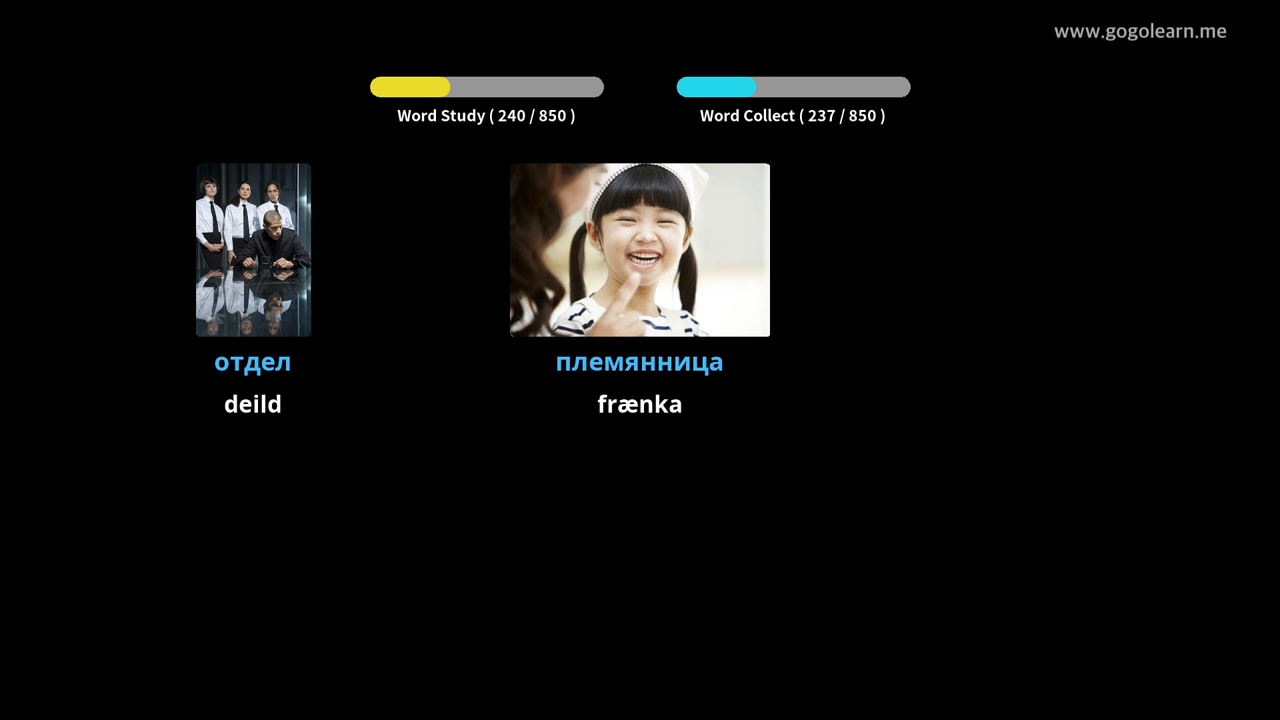 www.gogolearn.me
Word Study ( 240 / 850 )
Word Collect ( 237 / 850 )
отдел
племянница
deild
frænka